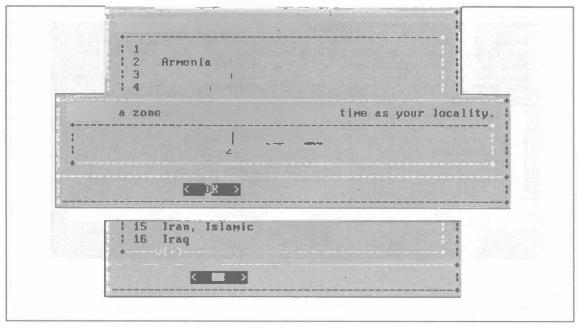 1
2 Armenia
3
4
a zone time as your locality.
< OK >
15 Iran, Islamic
16 Iraq
v(+)
< >